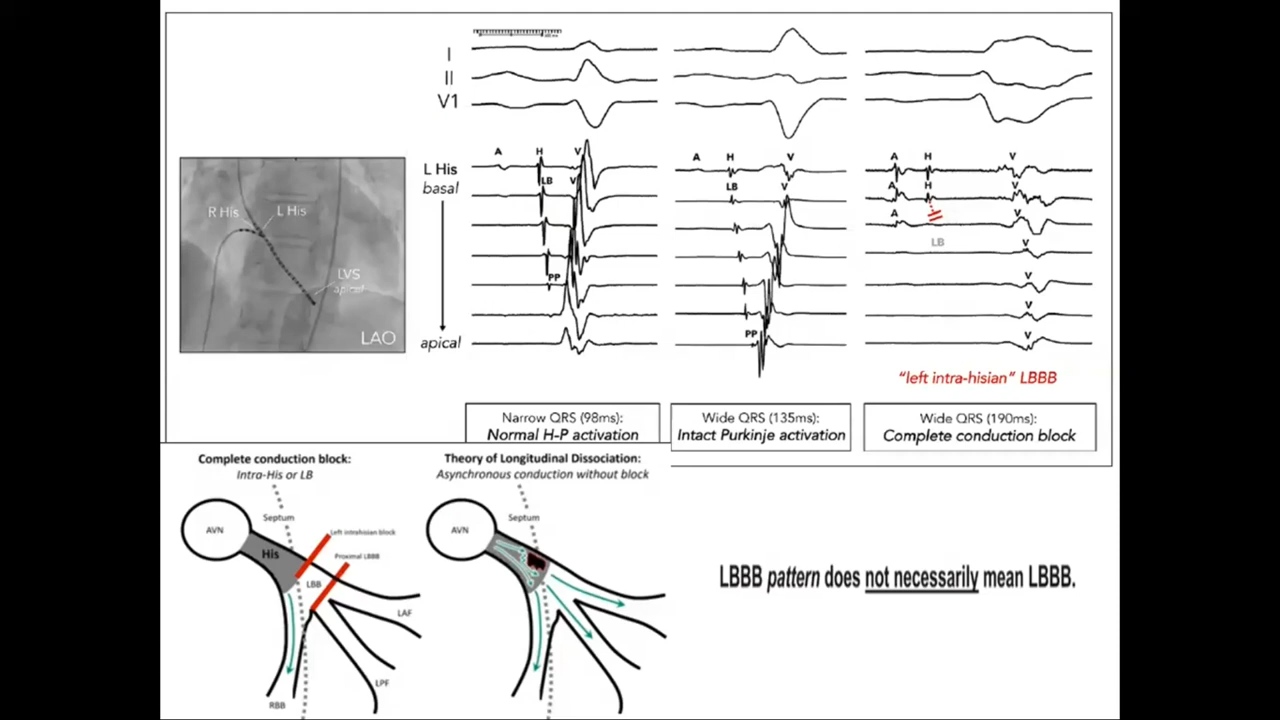 I
II
V1
L His
basal
apical
R His
L His
LVS
apical
LAO
A H V
LB V
PP
A H V
LB V
PP
A H V
A H V
A V
LB V
V
V
V
"left intra-hisian" LBBB
Narrow QRS (98ms):
Normal H-P activation
Wide QRS (135ms):
Intact Purkinje activation
Wide QRS (190ms):
Complete conduction block
Complete conduction block:
Intra-His or LB
AVN
Septum
Left intrahisian block
His
Proximal LBBB
LBB
LAF
LPF
RBB
Theory of Longitudinal Dissociation:
Asynchronous conduction without block
AVN
Septum
LBBB pattern does not necessarily mean LBBB.